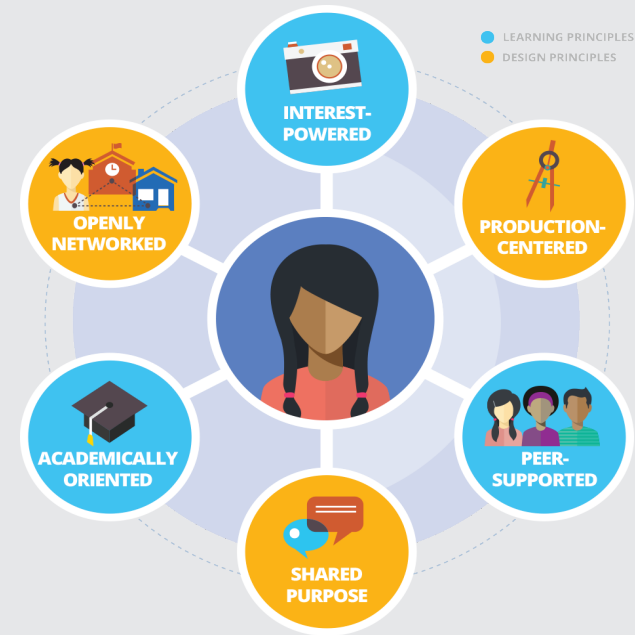 LEARNING PRINCIPLES
DESIGN PRINCIPLES
INTEREST-
POWERED
OPENLY
NETWORKED
PRODUCTION-
CENTERED
ACADEMICALLY
ORIENTED
PEER-
SUPPORTED
SHARED
PURPOSE